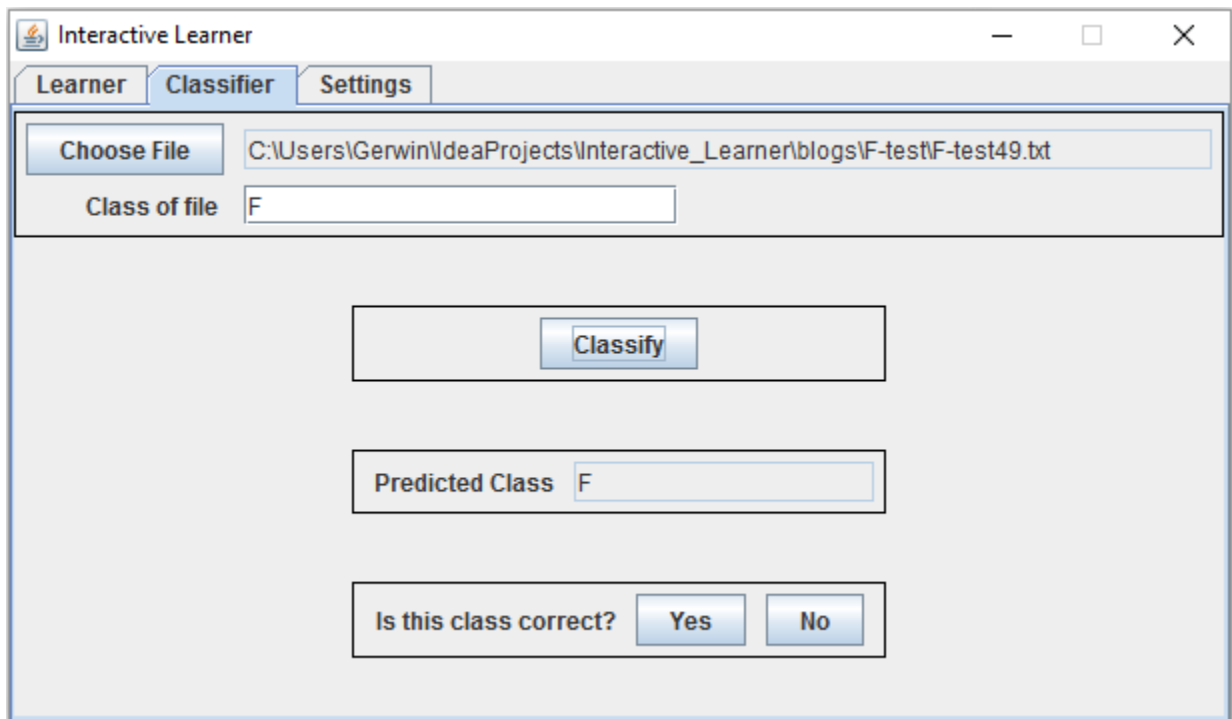 Interactive Learner
Learner Classifier Settings
Choose File C:\Users\Gerwin\IdeaProjects\Interactive_Learner\blogs\F-test\F-test49.txt
Class of file F
Classify
Predicted Class F
Is this class correct? Yes No